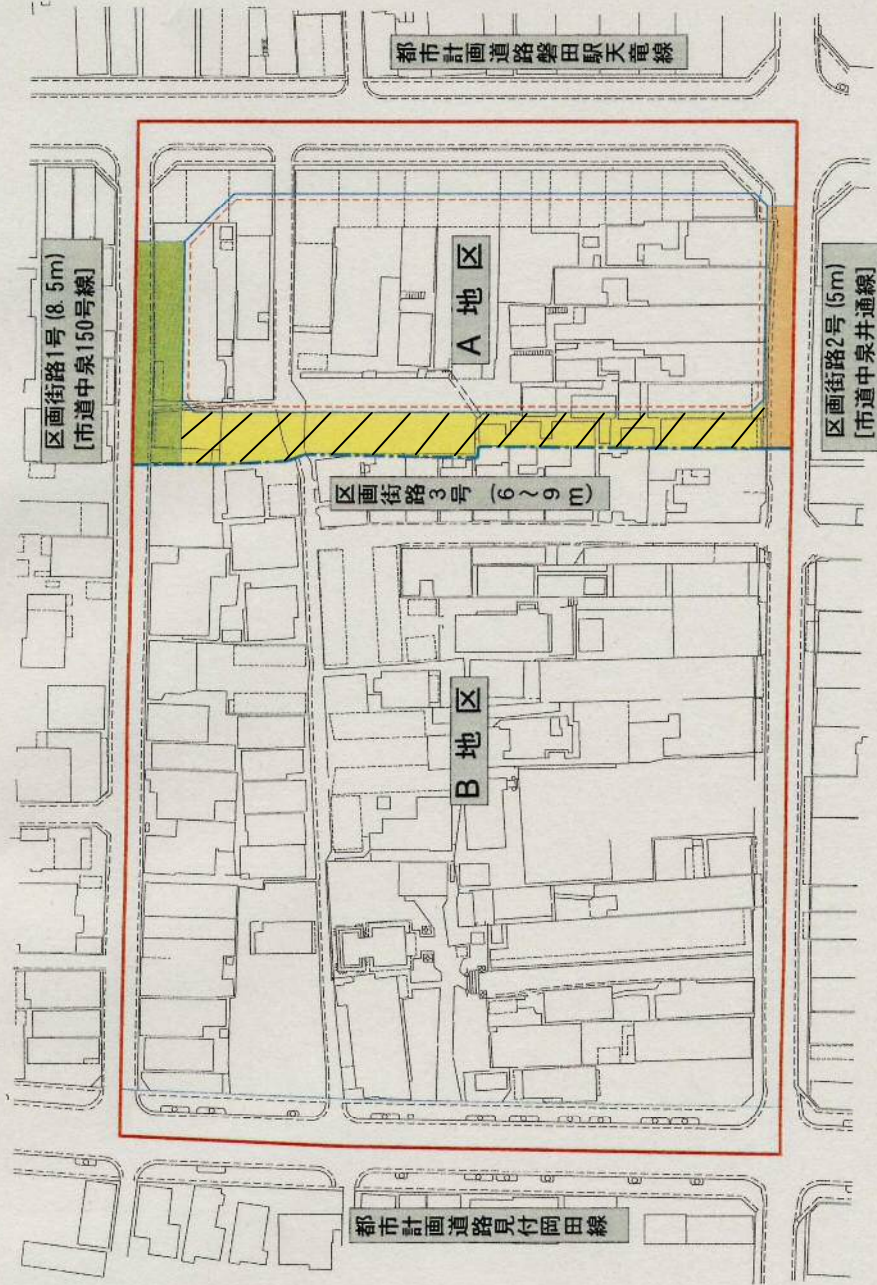 都市計画道路磐田駅天竜線
区画街路1号(8.5m)
[市道中泉150号線]
A 地 区
区画街路2号(5m)
[市道中泉井通線]
区画街路3号 (6～9m)
B 地 区
都市計画道路見付岡田線